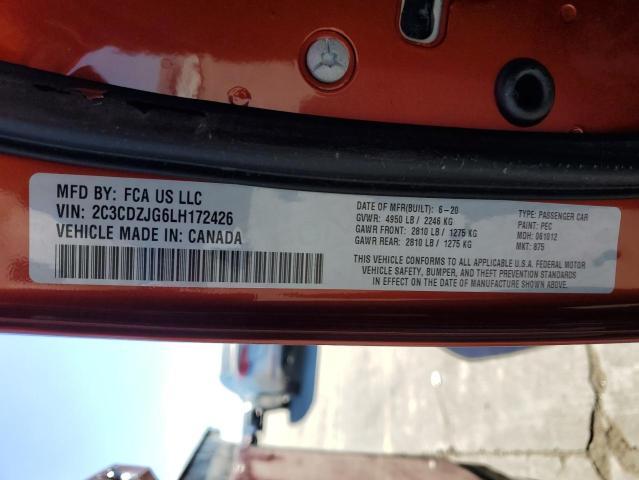 MFD BY: FCA US LLC
VIN: 2C3CDZJG6LH172426
VEHICLE MADE IN: CANADA
DATE OF MFR(BUILT): 6-20
GVWR: 4950 LB / 2246 KG
GAWR FRONT: 2810 LB / 1275 KG
GAWR REAR: 2810 LB / 1275 KG
TYPE: PASSENGER CAR
PAINT: PEC
MDH: 061012
MKT: 875
THIS VEHICLE CONFORMS TO ALL APPLICABLE U.S.A. FEDERAL MOTOR
VEHICLE SAFETY, BUMPER, AND THEFT PREVENTION STANDARDS
IN EFFECT ON THE DATE OF MANUFACTURE SHOWN ABOVE.